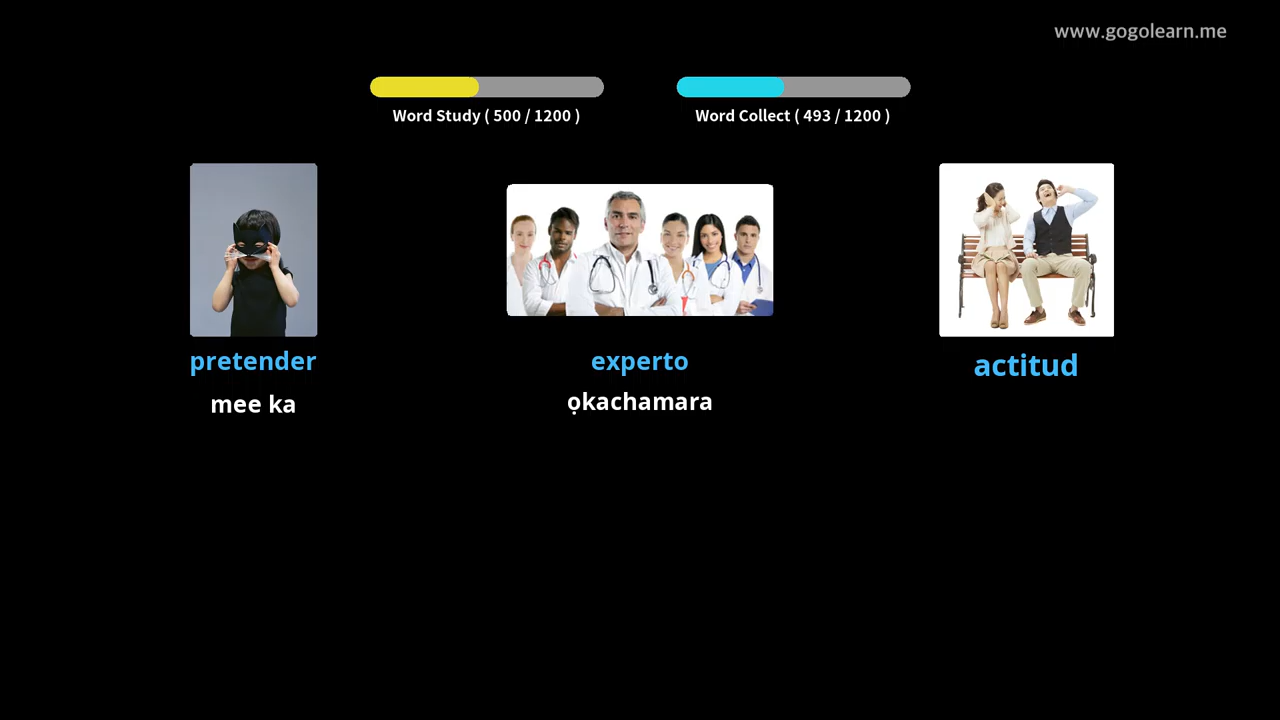 www.gogolearn.me
Word Study ( 500 / 1200 )
Word Collect ( 493 / 1200 )
pretender
mee ka
experto
ọkachamara
actitud